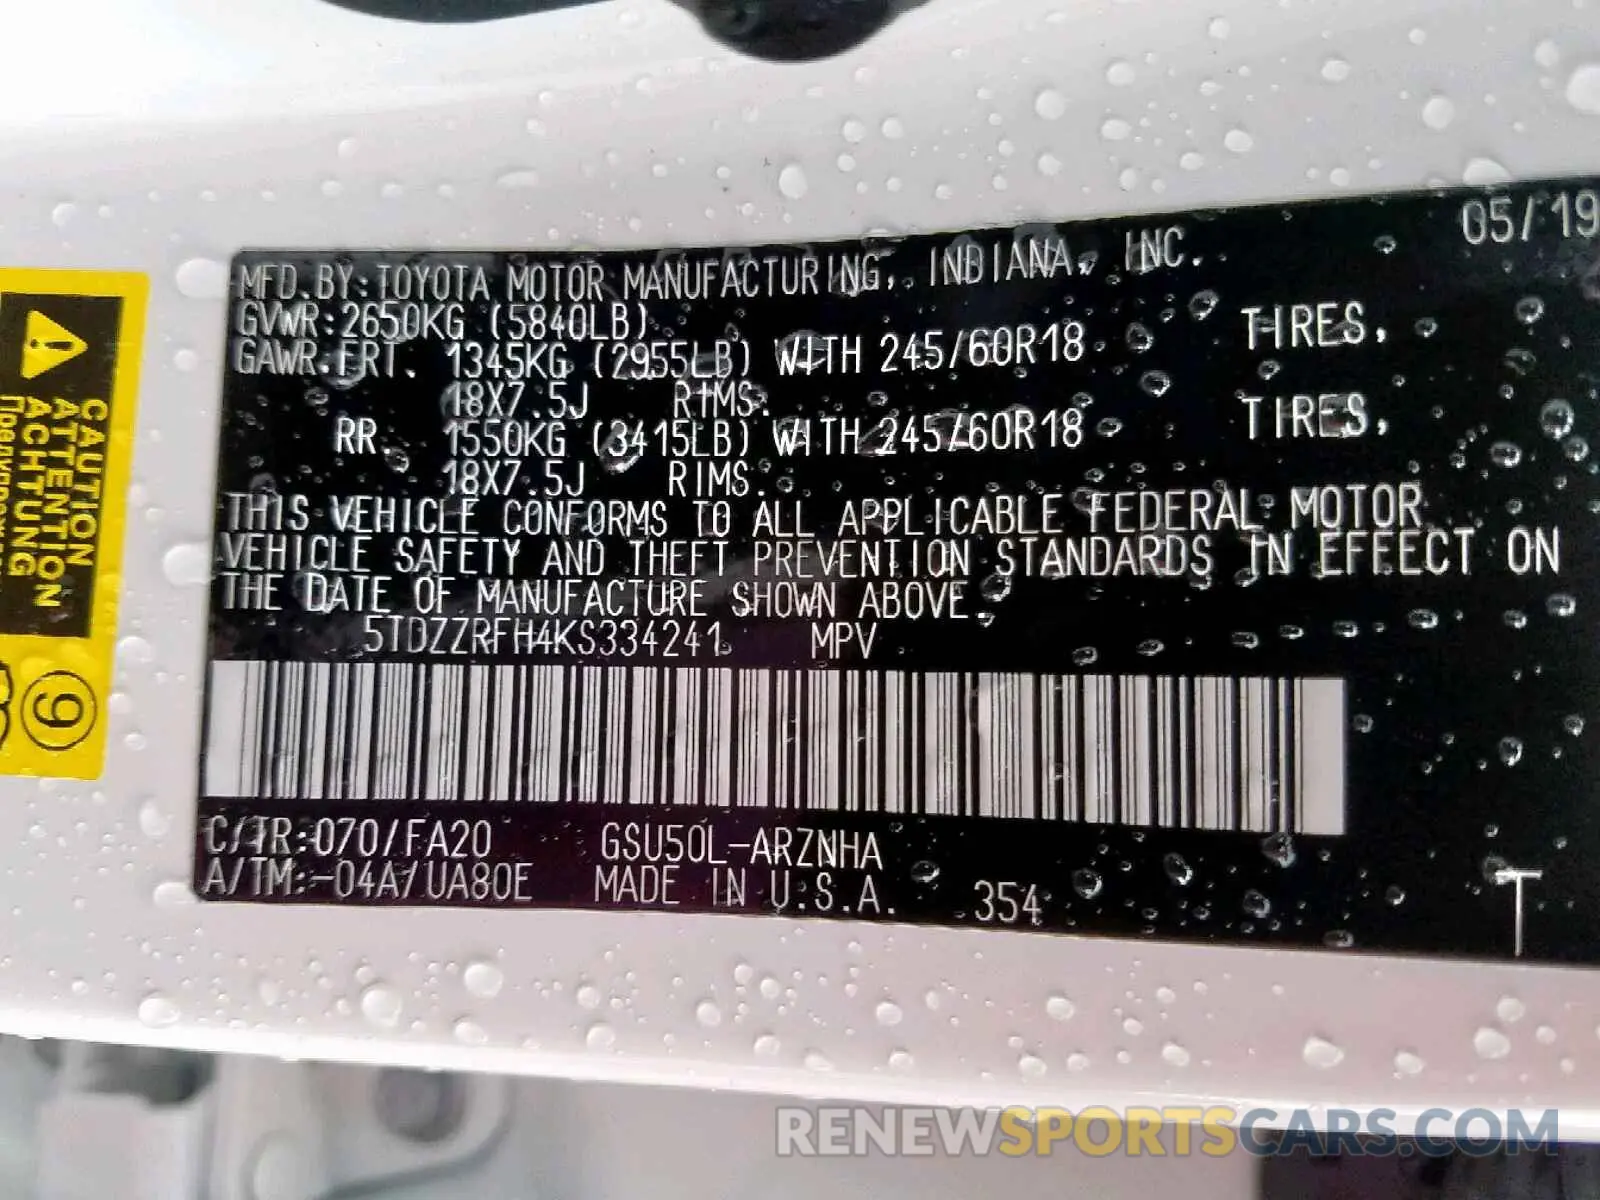 05/19
MFD.BY:TOYOTA MOTOR MANUFACTURING, INDIANA, INC.
GVWR:2650KG (5840LB)
GAWR:FRT. 1345KG (2955LB) WITH 245/60R18 TIRES,
18X7.5J RIMS.
RR. 1550KG (3415LB) WITH 245/60R18 TIRES,
18X7.5J RIMS.
THIS VEHICLE CONFORMS TO ALL APPLICABLE FEDERAL MOTOR
VEHICLE SAFETY AND THEFT PREVENTION STANDARDS IN EFFECT ON
THE DATE OF MANUFACTURE SHOWN ABOVE.
5TDZZRFH4KS334241 MPV
C/TR:070/FA20 GSU50L-ARZNHA
A/TM:-04A/UA80E MADE IN U.S.A. 354
T
CAUTION
ATTENTION
ACHTUNG
9
RENEWSPORTSCARS.COM